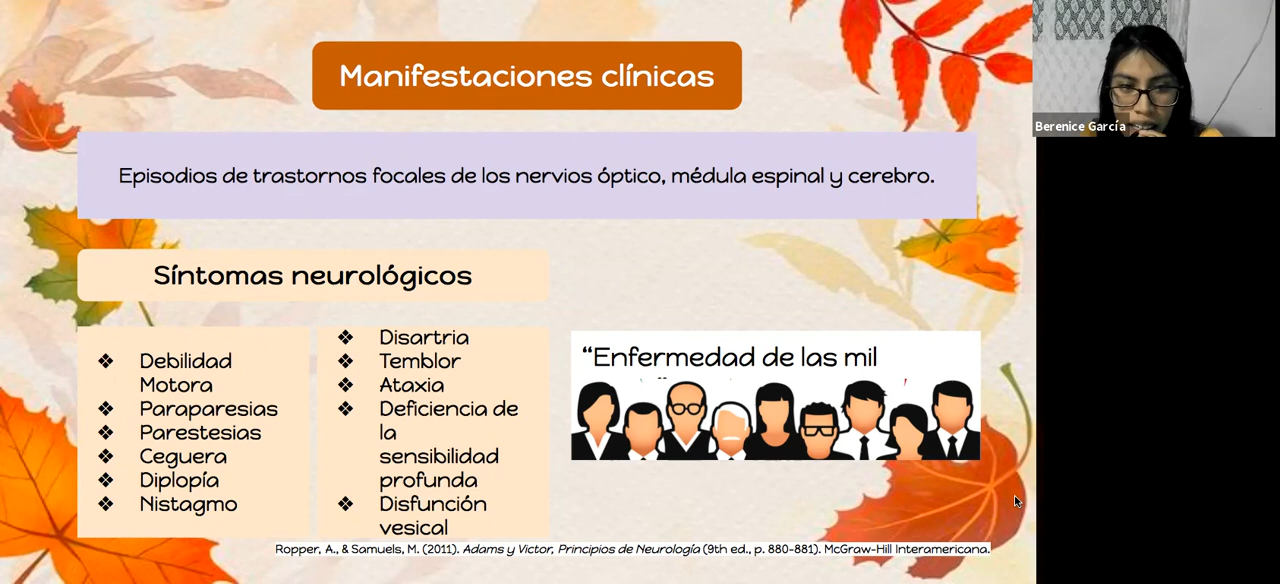 Manifestaciones clínicas
Berenice García
Episodios de trastornos focales de los nervios óptico, médula espinal y cerebro.
Síntomas neurológicos
❖ Debilidad
Motora
❖ Paraparesias
❖ Parestesias
❖ Ceguera
❖ Diplopía
❖ Nistagmo
❖ Disartria
❖ Temblor
❖ Ataxia
❖ Deficiencia de
la
sensibilidad
profunda
❖ Disfunción
vesical
“Enfermedad de las mil
Ropper, A., & Samuels, M. (2011). Adams y Victor, Principios de Neurología (9th ed., p. 880-881). McGraw-Hill Interamericana.